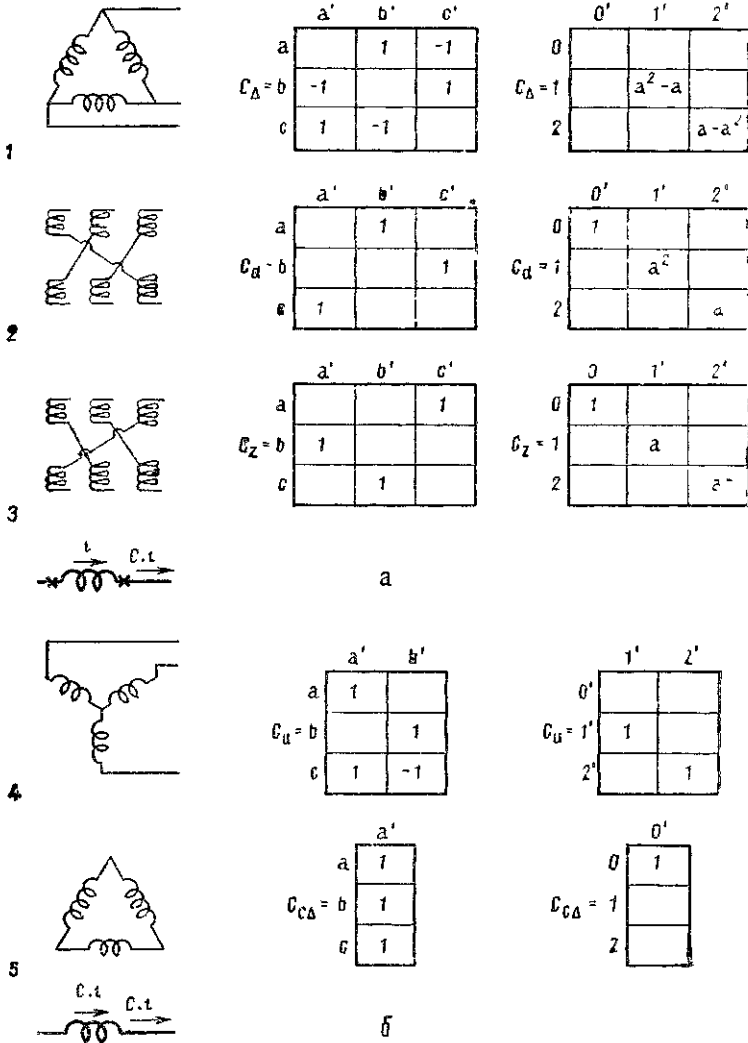 a' b' c'
a 1 -1
C_Δ = b -1 1
c 1 -1
0' 1' 2'
0
C_Δ = 1 a² -a
2 a-a²
1
a' b' c'
a 1
C_d - b 1
c 1
0' 1' 2'
0 1
C_d = 1 a²
2 a
2
a' b' c'
a 1
C_z = b 1
c 1
0 1' 2'
0 1
C_z = 1 a
2
3
C.ι
a
a' b'
a 1
C_u = b 1
c 1 -1
1' 2'
0'
C_u = 1' 1
2' 1
4
a'
a 1
C_CΔ = b 1
c 1
0'
0 1
C_CΔ = 1
2
5
C.ι C.ι
б